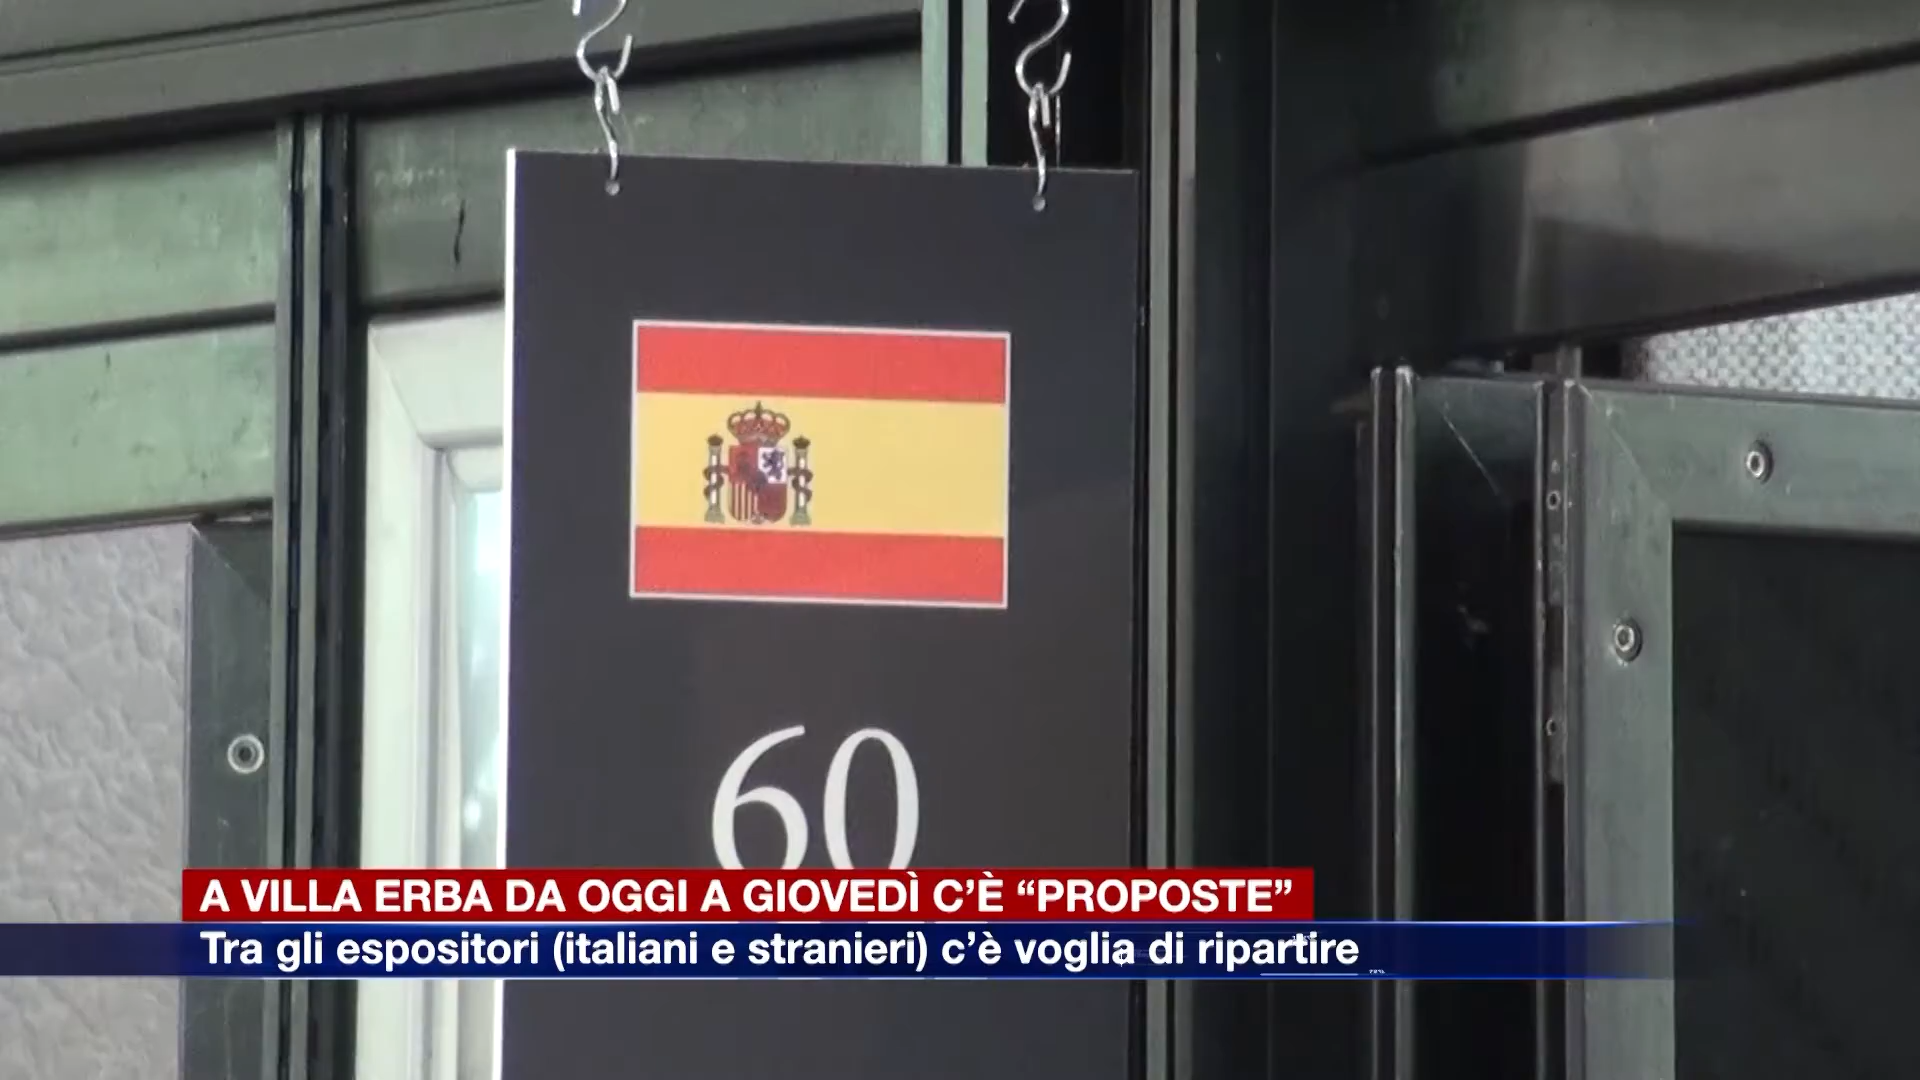 60
A VILLA ERBA DA OGGI A GIOVEDÌ C’È “PROPOSTE”
Tra gli espositori (italiani e stranieri) c’è voglia di ripartire